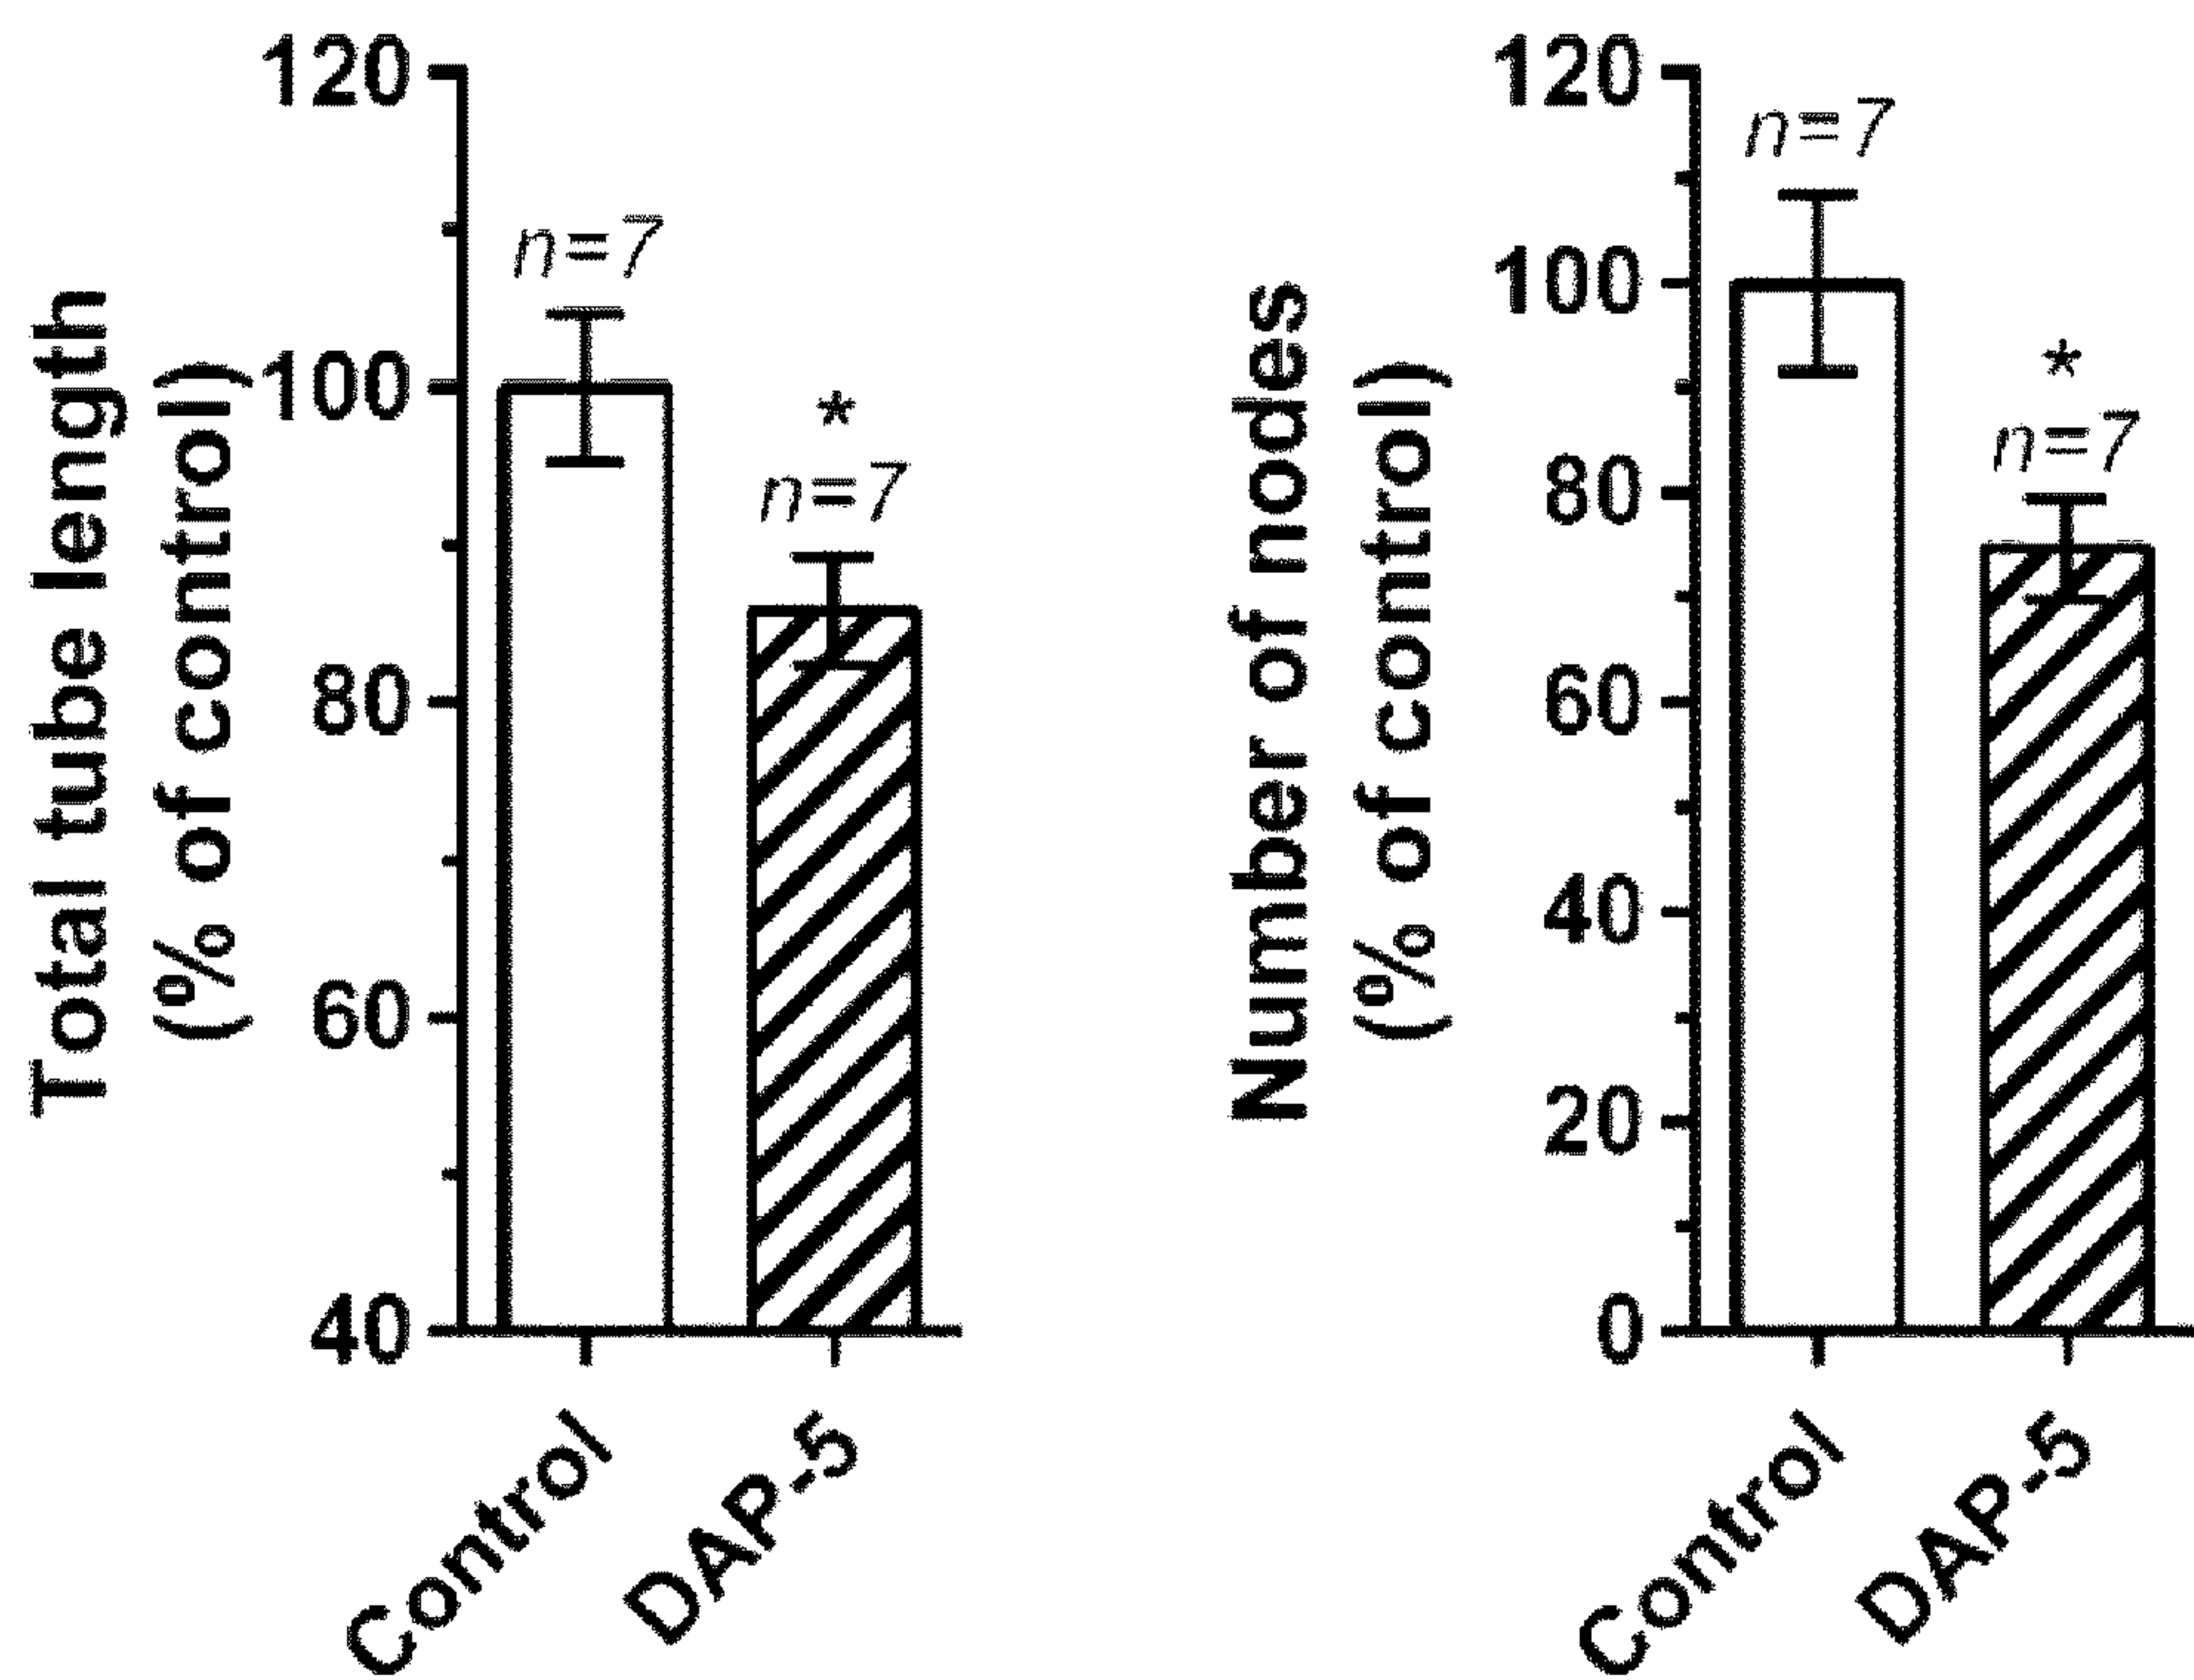 Total tube length
(% of control)
120
100
80
60
40
n=7
*
n=7
Control
DAP-5
Number of nodes
(% of control)
120
100
80
60
40
20
0
n=7
*
n=7
Control
DAP-5